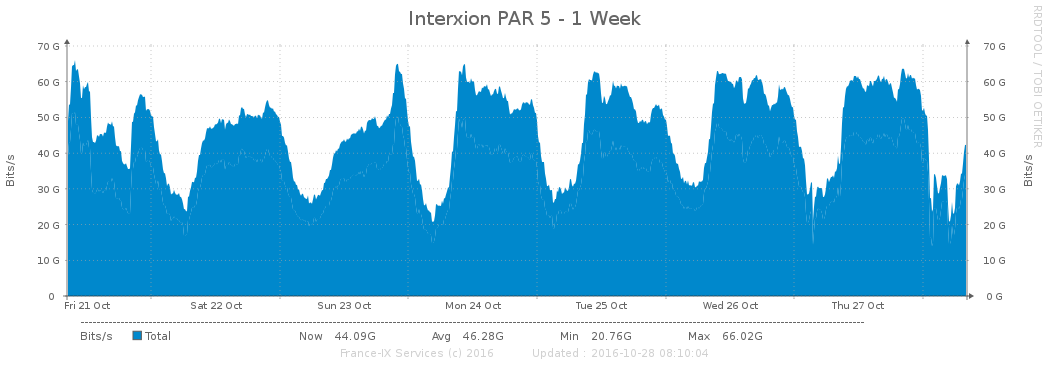 Interxion PAR 5 - 1 Week
RRDTOOL / TOBI OETIKER
Bits/s
70 G
60 G
50 G
40 G
30 G
20 G
10 G
0
70 G
60 G
50 G
40 G
30 G
20 G
10 G
0 G
Bits/s
Fri 21 Oct Sat 22 Oct Sun 23 Oct Mon 24 Oct Tue 25 Oct Wed 26 Oct Thu 27 Oct
Bits/s Total Now 44.09G Avg 46.28G Min 20.76G Max 66.02G
France-IX Services (c) 2016 Updated : 2016-10-28 08:10:04